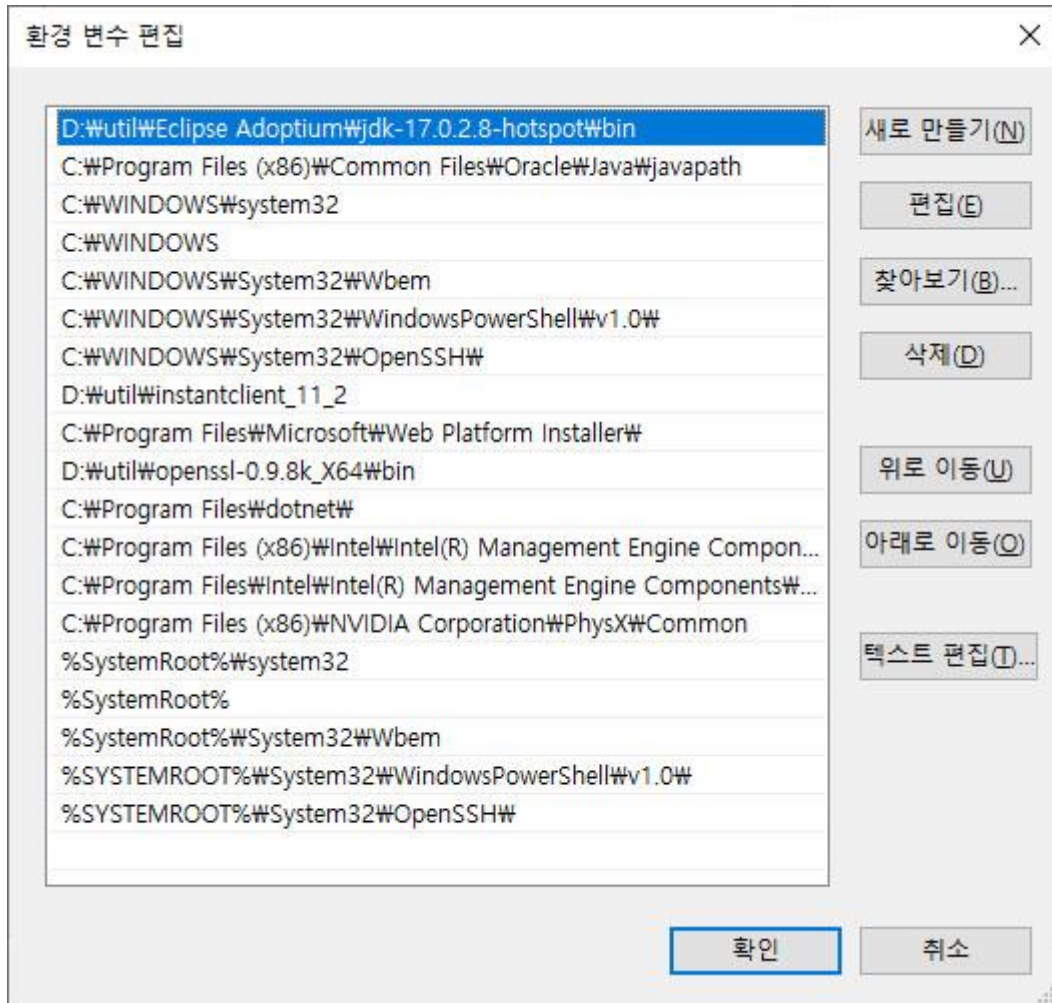 환경 변수 편집
D:₩util₩Eclipse Adoptium₩jdk-17.0.2.8-hotspot₩bin
C:₩Program Files (x86)₩Common Files₩Oracle₩Java₩javapath
C:₩WINDOWS₩system32
C:₩WINDOWS
C:₩WINDOWS₩System32₩Wbem
C:₩WINDOWS₩System32₩WindowsPowerShell₩v1.0₩
C:₩WINDOWS₩System32₩OpenSSH₩
D:₩util₩instantclient_11_2
C:₩Program Files₩Microsoft₩Web Platform Installer₩
D:₩util₩openssl-0.9.8k_X64₩bin
C:₩Program Files₩dotnet₩
C:₩Program Files (x86)₩Intel₩Intel(R) Management Engine Compon...
C:₩Program Files₩Intel₩Intel(R) Management Engine Components₩...
C:₩Program Files (x86)₩NVIDIA Corporation₩PhysX₩Common
%SystemRoot%₩system32
%SystemRoot%
%SystemRoot%₩System32₩Wbem
%SYSTEMROOT%₩System32₩WindowsPowerShell₩v1.0₩
%SYSTEMROOT%₩System32₩OpenSSH₩
새로 만들기(N)
편집(E)
찾아보기(B)...
삭제(D)
위로 이동(U)
아래로 이동(O)
텍스트 편집(T)...
확인
취소